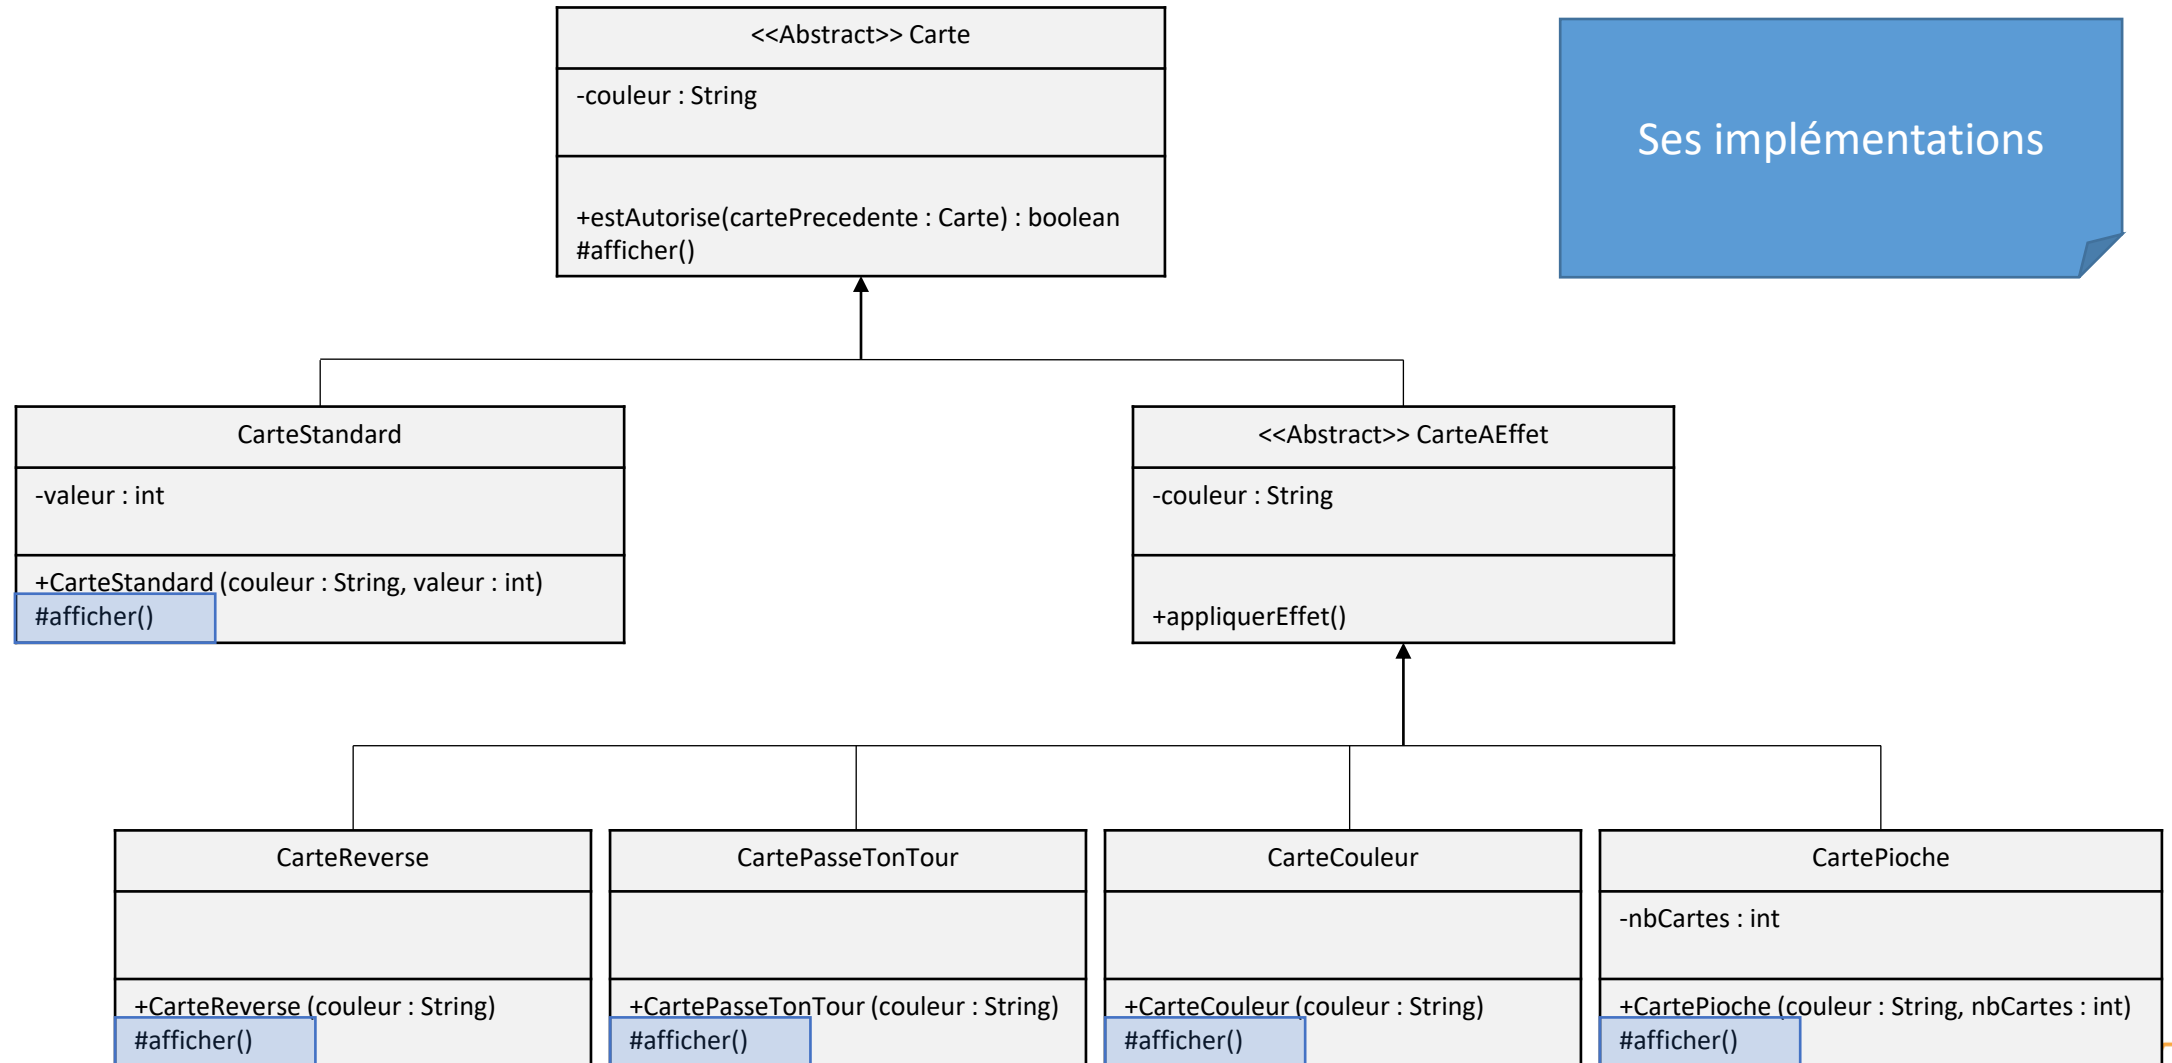 <<Abstract>> Carte
-couleur : String
+estAutorise(cartePrecedente : Carte) : boolean
#afficher()
Ses implémentations
CarteStandard
-valeur : int
+CarteStandard (couleur : String, valeur : int)
#afficher()
<<Abstract>> CarteAEffet
-couleur : String
+appliquerEffet()
CarteReverse
+CarteReverse (couleur : String)
#afficher()
CartePasseTonTour
+CartePasseTonTour (couleur : String)
#afficher()
CarteCouleur
+CarteCouleur (couleur : String)
#afficher()
CartePioche
-nbCartes : int
+CartePioche (couleur : String, nbCartes : int)
#afficher()